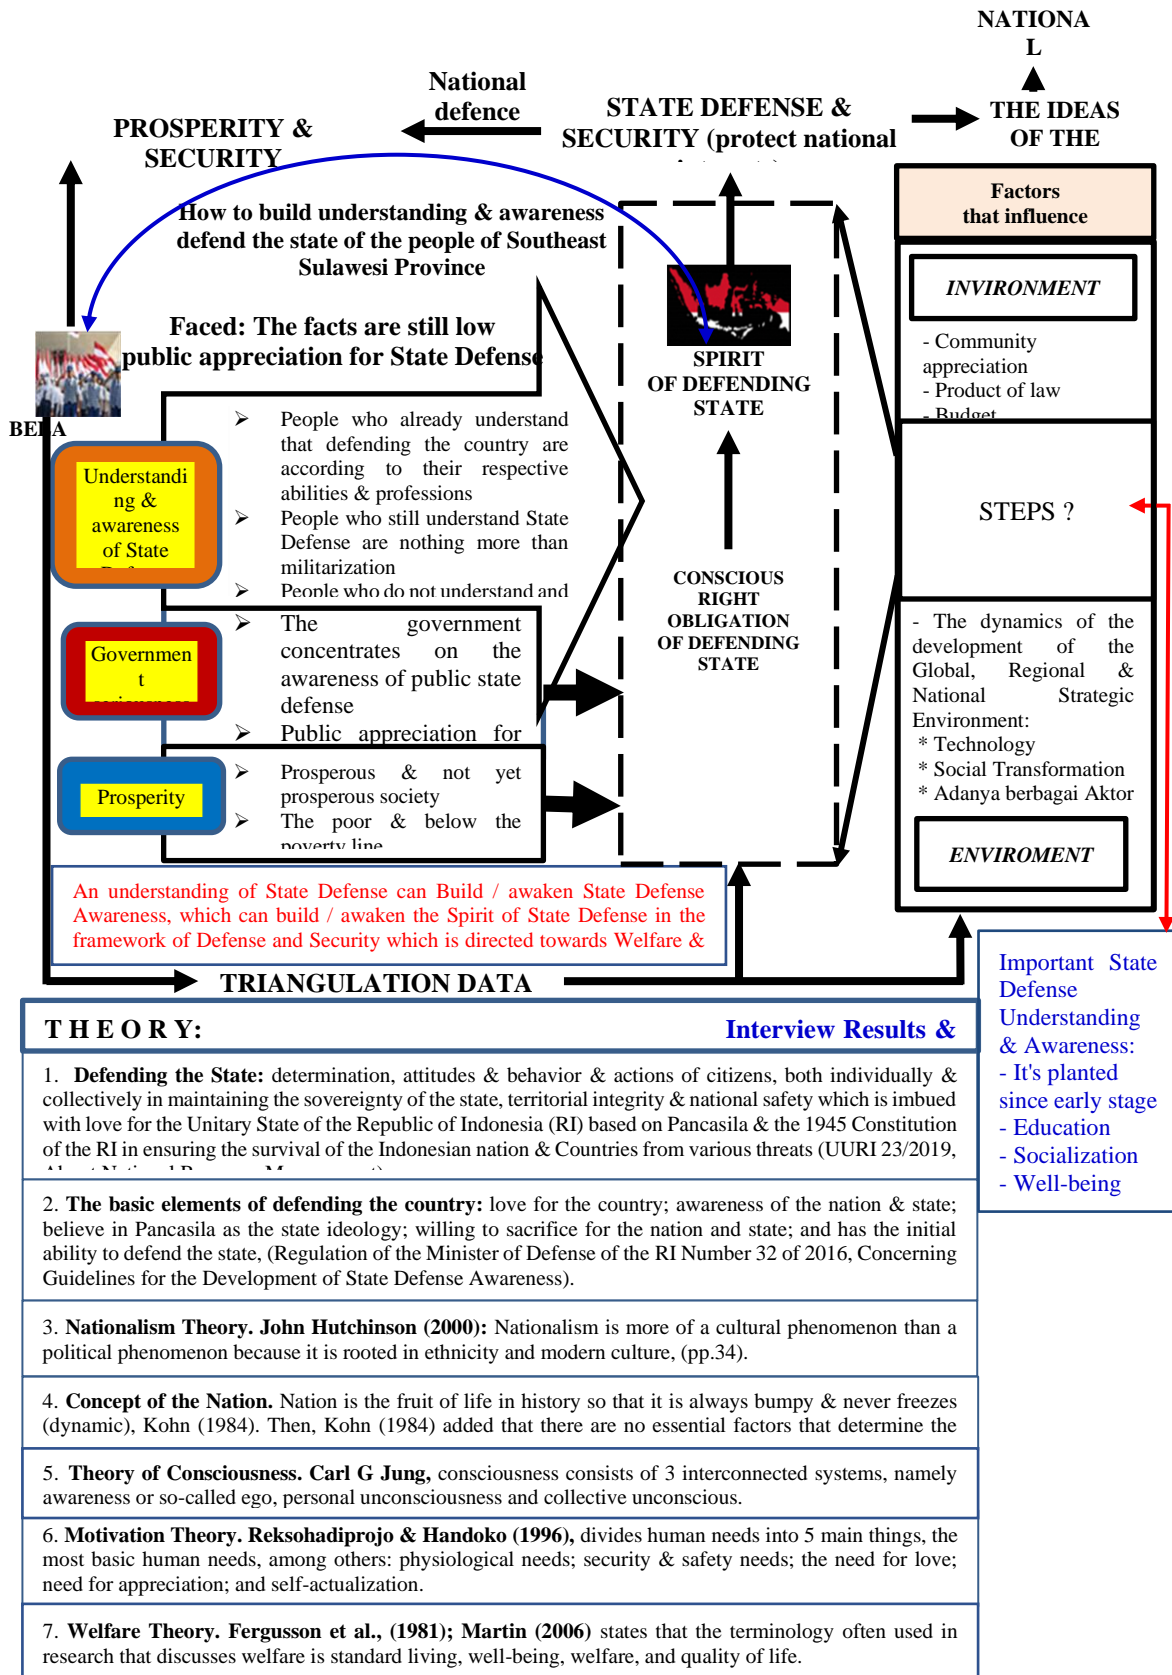 NATIONA
L
National
defence
PROSPERITY &
SECURITY
STATE DEFENSE &
SECURITY (protect national
THE IDEAS
OF THE
How to build understanding & awareness
defend the state of the people of Southeast
Sulawesi Province
Faced: The facts are still low
public appreciation for State Defense
BELA
Understandi
ng &
awareness
of State
➢ People who already understand
that defending the country are
according to their respective
abilities & professions
➢ People who still understand State
Defense are nothing more than
militarization
➢ People who do not understand and
Governmen
t
➢ The government
concentrates on the
awareness of public state
defense
➢ Public appreciation for
Prosperity
➢ Prosperous & not yet
prosperous society
➢ The poor & below the
poverty line
SPIRIT
OF DEFENDING
STATE
CONSCIOUS
RIGHT
OBLIGATION
OF DEFENDING
STATE
Factors
that influence
INVIRONMENT
- Community
appreciation
- Product of law
- Budget
STEPS ?
- The dynamics of the
development of the
Global, Regional &
National Strategic
Environment:
* Technology
* Social Transformation
* Adanya berbagai Aktor
ENVIROMENT
An understanding of State Defense can Build / awaken State Defense
Awareness, which can build / awaken the Spirit of State Defense in the
framework of Defense and Security which is directed towards Welfare &
TRIANGULATION DATA
Important State
Defense
Understanding
& Awareness:
- It's planted
since early stage
- Education
- Socialization
- Well-being
T H E O R Y: Interview Results &
1. Defending the State: determination, attitudes & behavior & actions of citizens, both individually &
collectively in maintaining the sovereignty of the state, territorial integrity & national safety which is imbued
with love for the Unitary State of the Republic of Indonesia (RI) based on Pancasila & the 1945 Constitution
of the RI in ensuring the survival of the Indonesian nation & Countries from various threats (UURI 23/2019,
2. The basic elements of defending the country: love for the country; awareness of the nation & state;
believe in Pancasila as the state ideology; willing to sacrifice for the nation and state; and has the initial
ability to defend the state, (Regulation of the Minister of Defense of the RI Number 32 of 2016, Concerning
Guidelines for the Development of State Defense Awareness).
3. Nationalism Theory. John Hutchinson (2000): Nationalism is more of a cultural phenomenon than a
political phenomenon because it is rooted in ethnicity and modern culture, (pp.34).
4. Concept of the Nation. Nation is the fruit of life in history so that it is always bumpy & never freezes
(dynamic), Kohn (1984). Then, Kohn (1984) added that there are no essential factors that determine the
5. Theory of Consciousness. Carl G Jung, consciousness consists of 3 interconnected systems, namely
awareness or so-called ego, personal unconsciousness and collective unconscious.
6. Motivation Theory. Reksohadiprojo & Handoko (1996), divides human needs into 5 main things, the
most basic human needs, among others: physiological needs; security & safety needs; the need for love;
need for appreciation; and self-actualization.
7. Welfare Theory. Fergusson et al., (1981); Martin (2006) states that the terminology often used in
research that discusses welfare is standard living, well-being, welfare, and quality of life.